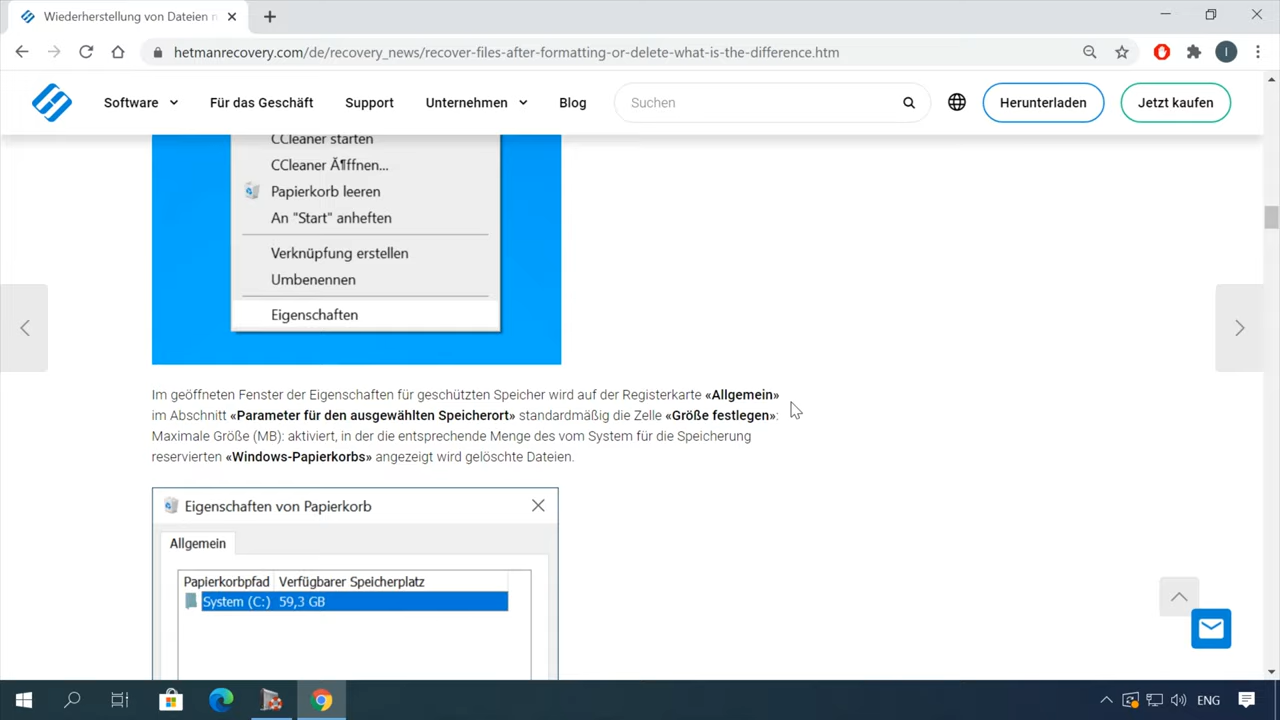 Wiederherstellung von Dateien n
hetmanrecovery.com/de/recovery_news/recover-files-after-formatting-or-delete-what-is-the-difference.htm
I
Software
Für das Geschäft
Support
Unternehmen
Blog
Suchen
Herunterladen
Jetzt kaufen
CCleaner starten
CCleaner Ă¶ffnen...
Papierkorb leeren
An "Start" anheften
Verknüpfung erstellen
Umbenennen
Eigenschaften
Im geöffneten Fenster der Eigenschaften für geschützten Speicher wird auf der Registerkarte «Allgemein»
im Abschnitt «Parameter für den ausgewählten Speicherort» standardmäßig die Zelle «Größe festlegen»:
Maximale Größe (MB): aktiviert, in der die entsprechende Menge des vom System für die Speicherung
reservierten «Windows-Papierkorbs» angezeigt wird gelöschte Dateien.
Eigenschaften von Papierkorb
Allgemein
Papierkorbpfad Verfügbarer Speicherplatz
System (C:) 59,3 GB
ENG